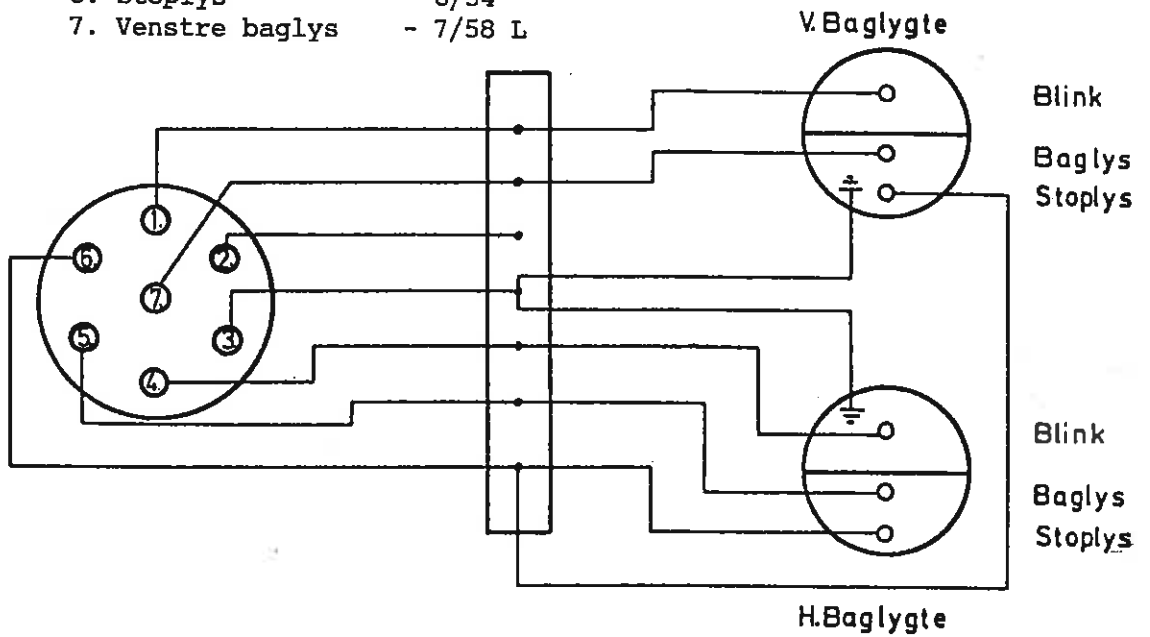 7. Venstre baglys - 7/58 L
V.Baglygte
Blink
Baglys
Stoplys
1.
6.
2.
7.
5.
3.
4.
Blink
Baglys
Stoplys
H.Baglygte